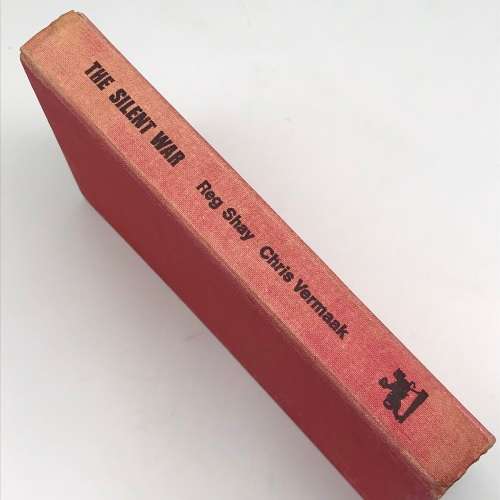 THE SILENT WAR
Reg Shay Chris Vermaak